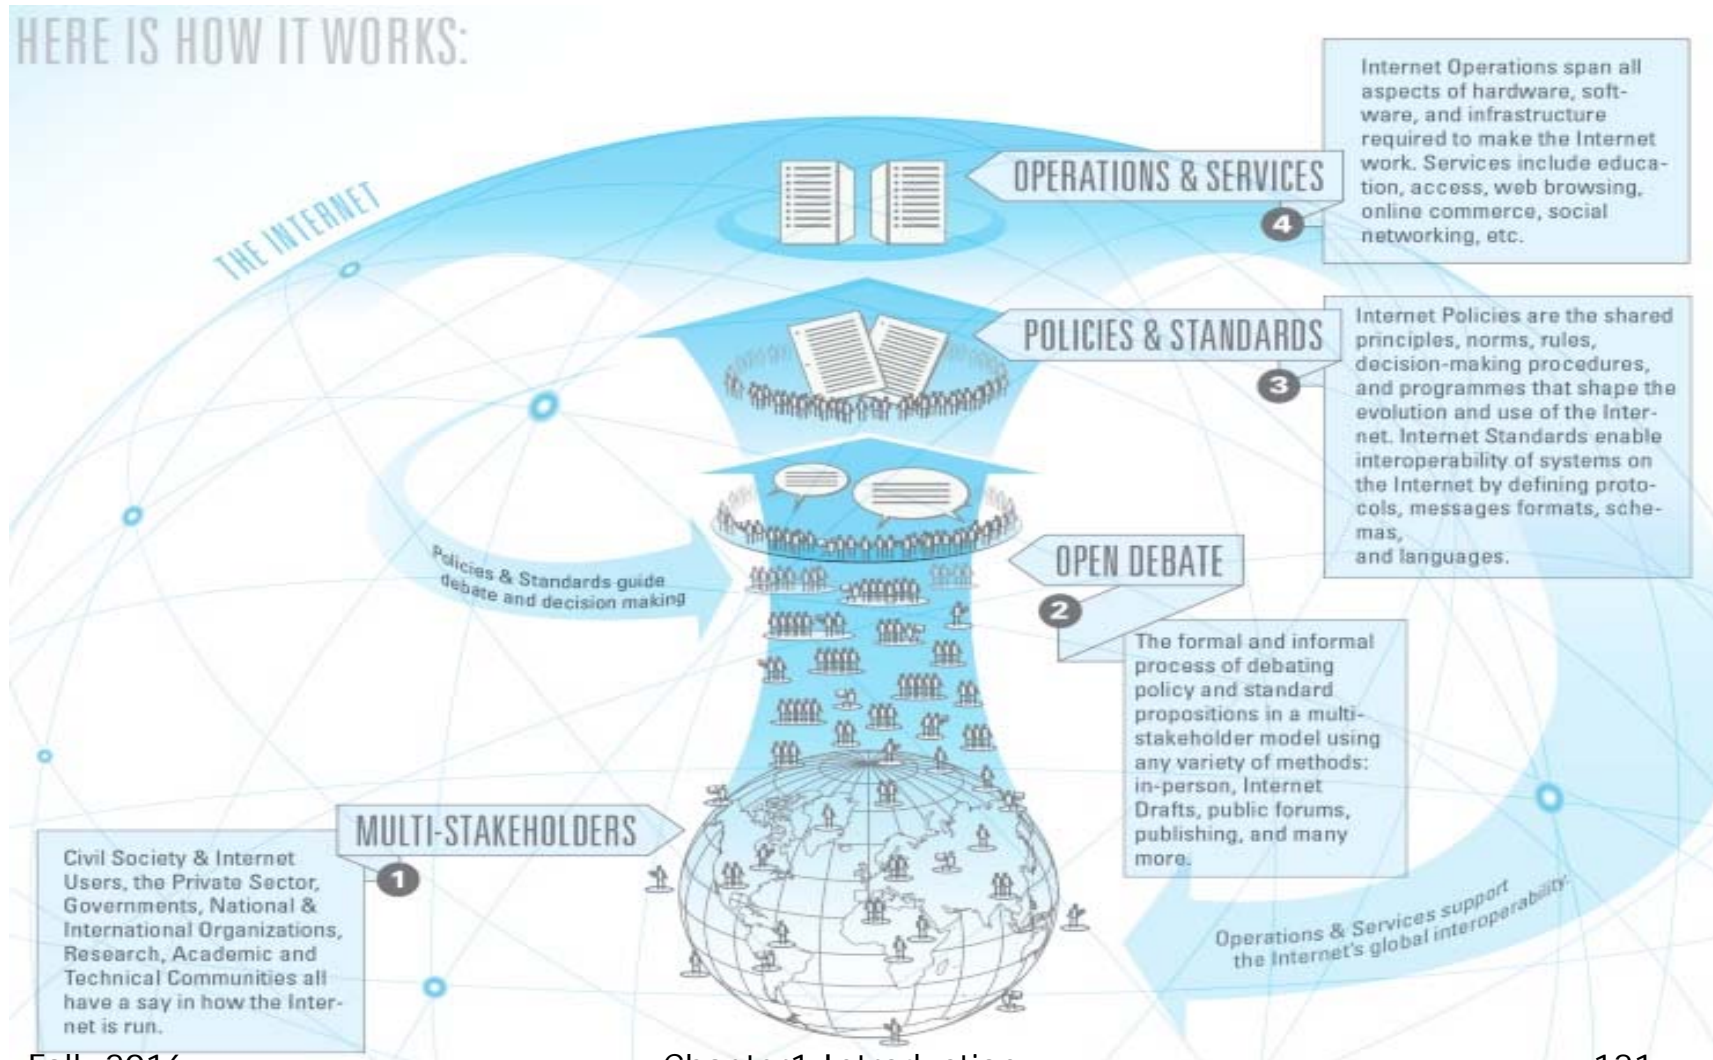 HERE IS HOW IT WORKS:
THE INTERNET
OPERATIONS & SERVICES
4
Internet Operations span all
aspects of hardware, soft-
ware, and infrastructure
required to make the Internet
work. Services include educa-
tion, access, web browsing,
online commerce, social
networking, etc.
POLICIES & STANDARDS
3
Internet Policies are the shared
principles, norms, rules,
decision-making procedures,
and programmes that shape the
evolution and use of the Inter-
net. Internet Standards enable
interoperability of systems on
the Internet by defining proto-
cols, messages formats, sche-
mas,
and languages.
Policies & Standards guide
debate and decision making
OPEN DEBATE
2
The formal and informal
process of debating
policy and standard
propositions in a multi-
stakeholder model using
any variety of methods:
in-person, Internet
Drafts, public forums,
publishing, and many
more.
MULTI-STAKEHOLDERS
1
Civil Society & Internet
Users, the Private Sector,
Governments, National &
International Organizations,
Research, Academic and
Technical Communities all
have a say in how the Inter-
net is run.
Operations & Services support
the Internet's global interoperability.